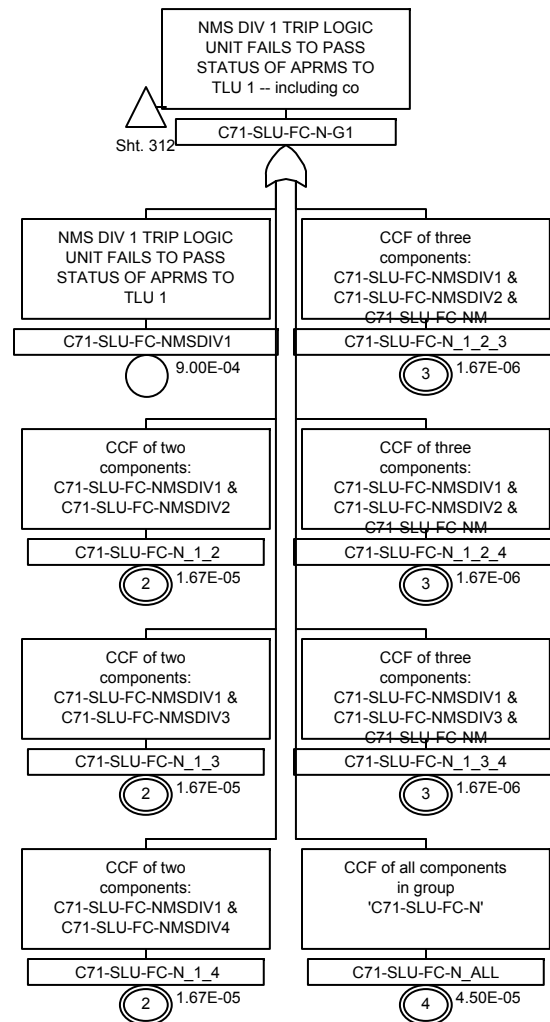 NMS DIV 1 TRIP LOGIC
UNIT FAILS TO PASS
STATUS OF APRMS TO
TLU 1 -- including co
C71-SLU-FC-N-G1
Sht. 312
NMS DIV 1 TRIP LOGIC
UNIT FAILS TO PASS
STATUS OF APRMS TO
TLU 1
C71-SLU-FC-NMSDIV1
9.00E-04
CCF of three
components:
C71-SLU-FC-NMSDIV1 &
C71-SLU-FC-NMSDIV2 &
C71-SLU-FC-NM
C71-SLU-FC-N_1_2_3
3
1.67E-06
CCF of two
components:
C71-SLU-FC-NMSDIV1 &
C71-SLU-FC-NMSDIV2
C71-SLU-FC-N_1_2
2
1.67E-05
CCF of three
components:
C71-SLU-FC-NMSDIV1 &
C71-SLU-FC-NMSDIV2 &
C71-SLU-FC-NM
C71-SLU-FC-N_1_2_4
3
1.67E-06
CCF of two
components:
C71-SLU-FC-NMSDIV1 &
C71-SLU-FC-NMSDIV3
C71-SLU-FC-N_1_3
2
1.67E-05
CCF of three
components:
C71-SLU-FC-NMSDIV1 &
C71-SLU-FC-NMSDIV3 &
C71-SLU-FC-NM
C71-SLU-FC-N_1_3_4
3
1.67E-06
CCF of two
components:
C71-SLU-FC-NMSDIV1 &
C71-SLU-FC-NMSDIV4
C71-SLU-FC-N_1_4
2
1.67E-05
CCF of all components
in group
'C71-SLU-FC-N'
C71-SLU-FC-N_ALL
4
4.50E-05